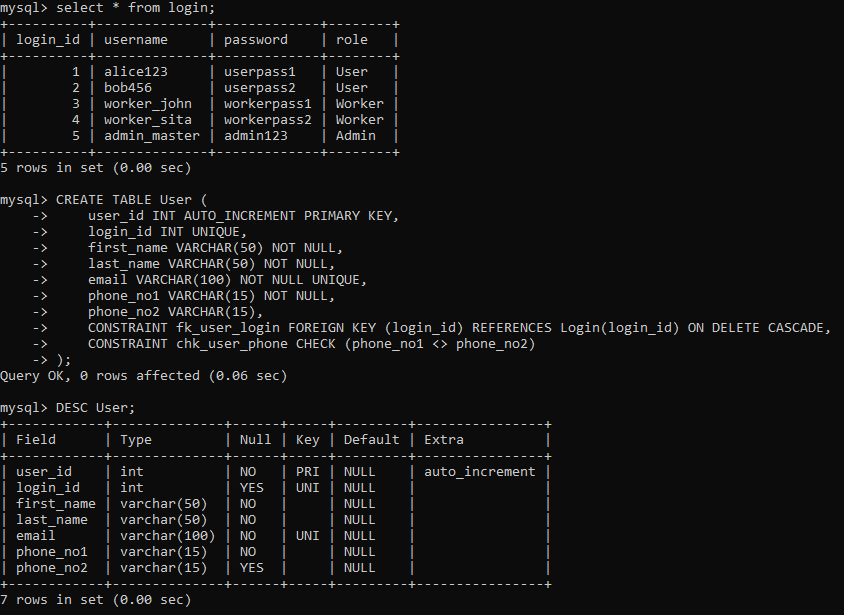 mysql> select * from login;
+----------+--------------+-------------+--------+
| login_id | username     | password    | role   |
+----------+--------------+-------------+--------+
|        1 | alice123     | userpass1   | User   |
|        2 | bob456       | userpass2   | User   |
|        3 | worker_john  | workerpass1 | Worker |
|        4 | worker_sita  | workerpass2 | Worker |
|        5 | admin_master | admin123    | Admin  |
+----------+--------------+-------------+--------+
5 rows in set (0.00 sec)

mysql> CREATE TABLE User (
    ->     user_id INT AUTO_INCREMENT PRIMARY KEY,
    ->     login_id INT UNIQUE,
    ->     first_name VARCHAR(50) NOT NULL,
    ->     last_name VARCHAR(50) NOT NULL,
    ->     email VARCHAR(100) NOT NULL UNIQUE,
    ->     phone_no1 VARCHAR(15) NOT NULL,
    ->     phone_no2 VARCHAR(15),
    ->     CONSTRAINT fk_user_login FOREIGN KEY (login_id) REFERENCES Login(login_id) ON DELETE CASCADE,
    ->     CONSTRAINT chk_user_phone CHECK (phone_no1 <> phone_no2)
    -> );
Query OK, 0 rows affected (0.06 sec)

mysql> DESC User;
+------------+--------------+------+-----+---------+----------------+
| Field      | Type         | Null | Key | Default | Extra          |
+------------+--------------+------+-----+---------+----------------+
| user_id    | int          | NO   | PRI | NULL    | auto_increment |
| login_id   | int          | YES  | UNI | NULL    |                |
| first_name | varchar(50)  | NO   |     | NULL    |                |
| last_name  | varchar(50)  | NO   |     | NULL    |                |
| email      | varchar(100) | NO   | UNI | NULL    |                |
| phone_no1  | varchar(15)  | NO   |     | NULL    |                |
| phone_no2  | varchar(15)  | YES  |     | NULL    |                |
+------------+--------------+------+-----+---------+----------------+
7 rows in set (0.00 sec)